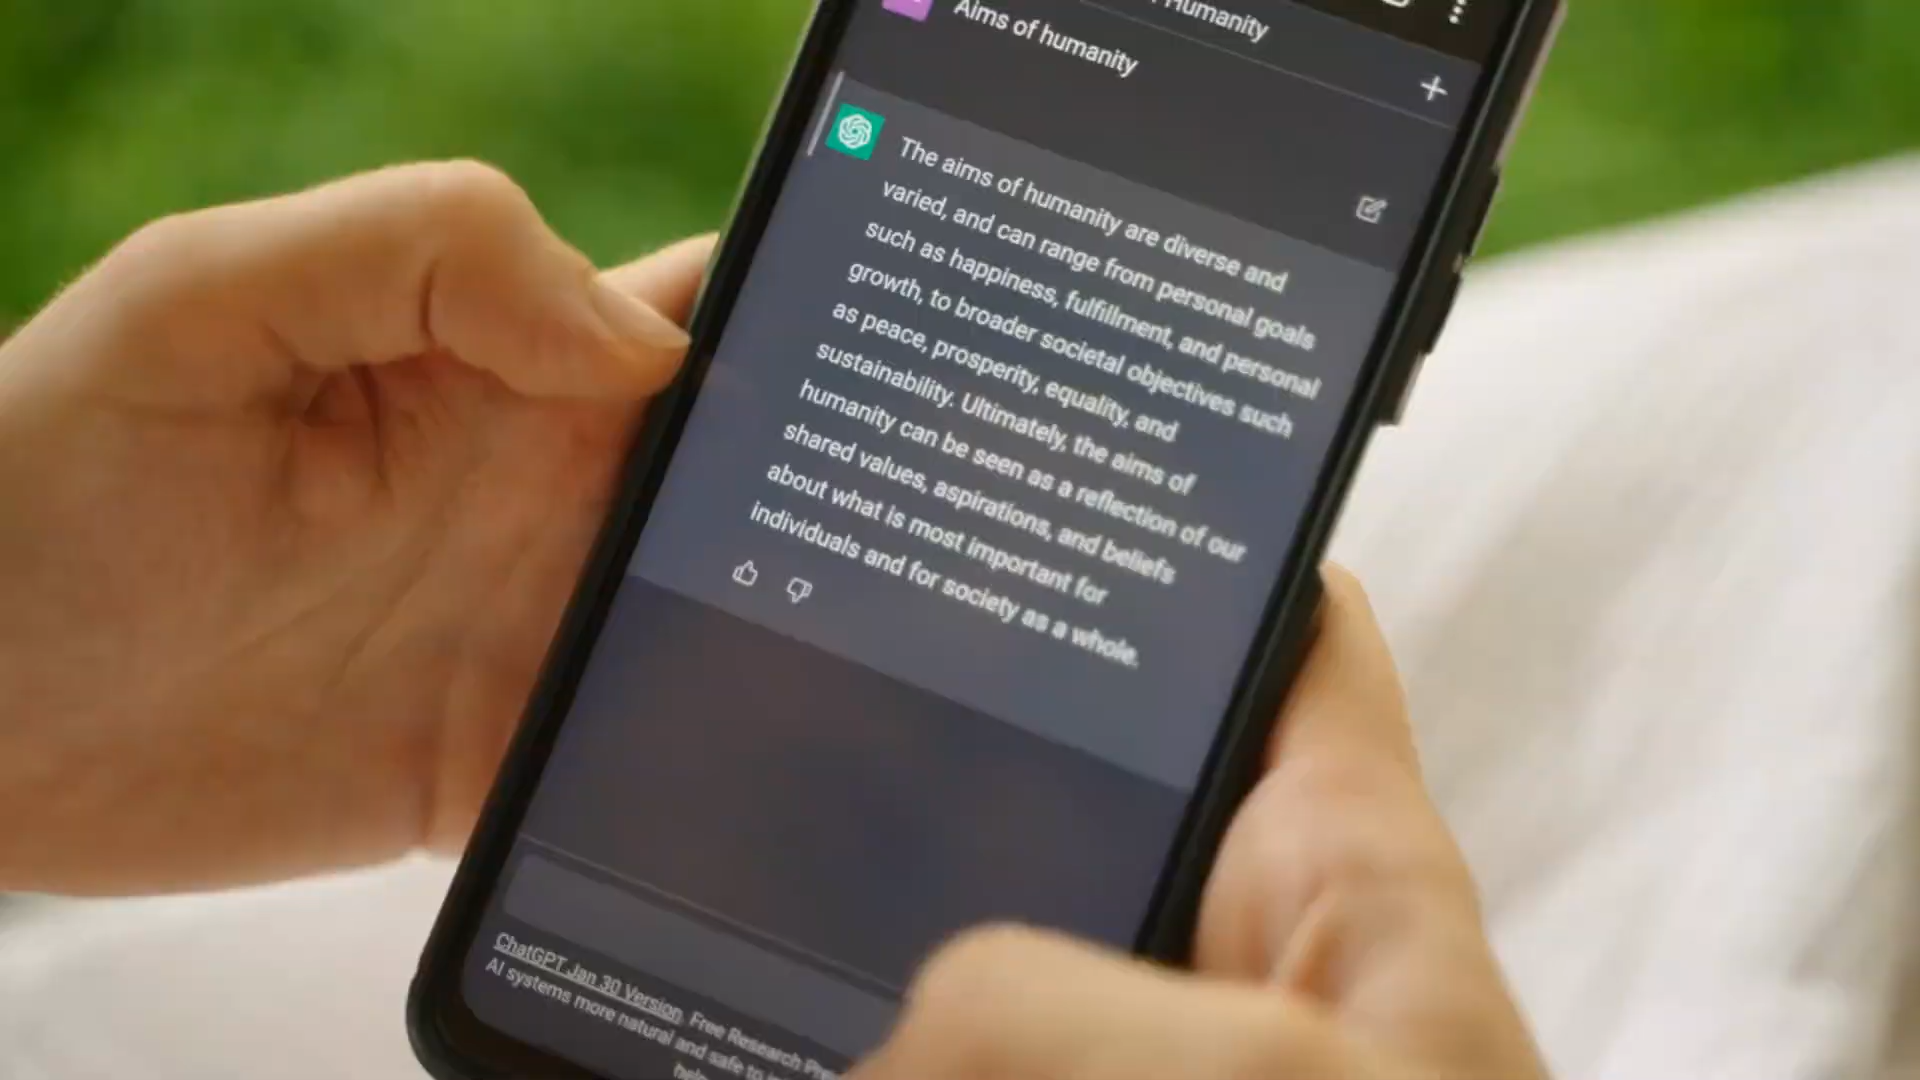 Humanity
Aims of humanity
The aims of humanity are diverse and
varied, and can range from personal goals
such as happiness, fulfillment, and personal
growth, to broader societal objectives such
as peace, prosperity, equality, and
sustainability. Ultimately, the aims of
humanity can be seen as a reflection of our
shared values, aspirations, and beliefs
about what is most important for
individuals and for society as a whole.
ChatGPT Jan 30 Version. Free Research
AI systems more natural and safe to